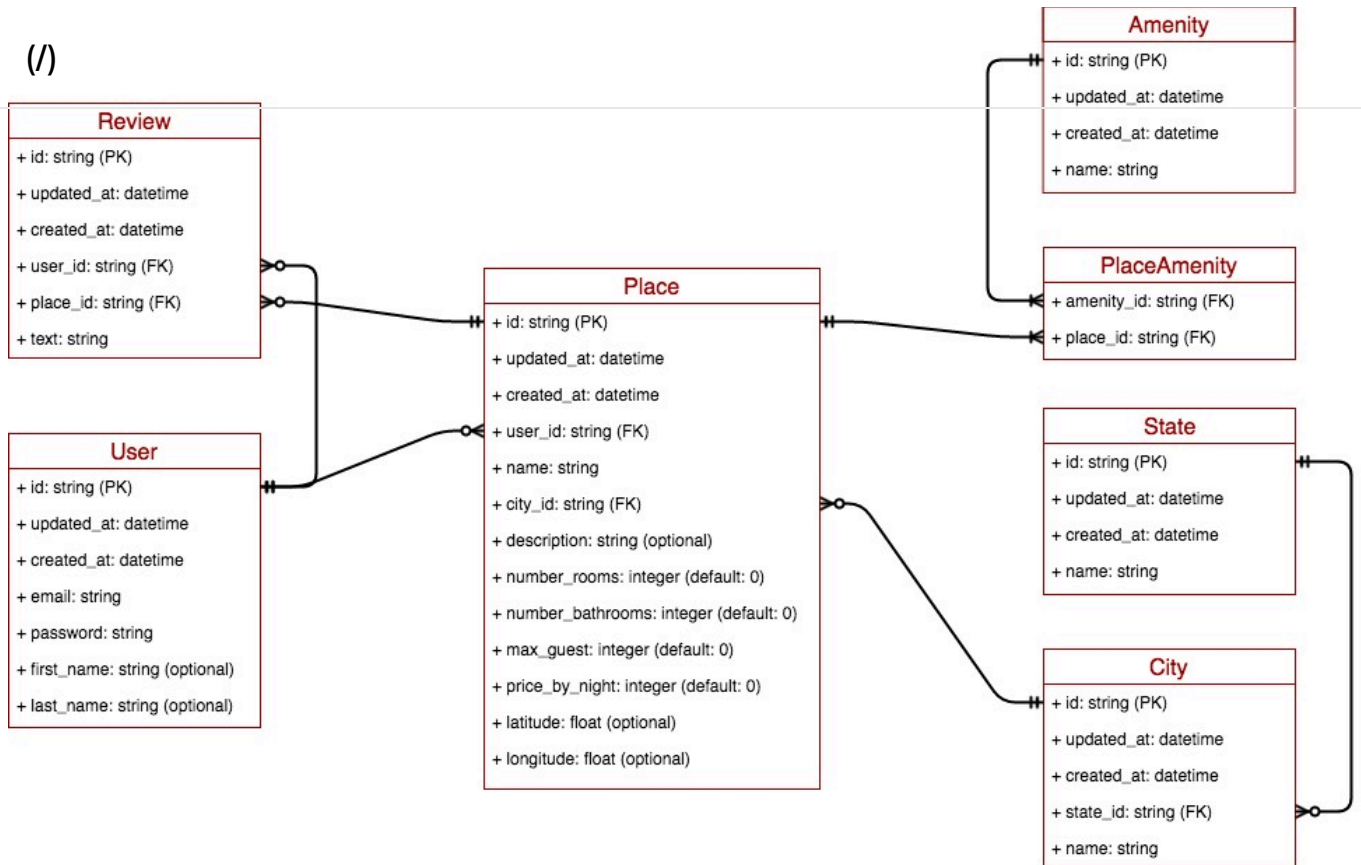 (/)
Review
+ id: string (PK)
+ updated_at: datetime
+ created_at: datetime
+ user_id: string (FK)
+ place_id: string (FK)
+ text: string
User
+ id: string (PK)
+ updated_at: datetime
+ created_at: datetime
+ email: string
+ password: string
+ first_name: string (optional)
+ last_name: string (optional)
Place
+ id: string (PK)
+ updated_at: datetime
+ created_at: datetime
+ user_id: string (FK)
+ name: string
+ city_id: string (FK)
+ description: string (optional)
+ number_rooms: integer (default: 0)
+ number_bathrooms: integer (default: 0)
+ max_guest: integer (default: 0)
+ price_by_night: integer (default: 0)
+ latitude: float (optional)
+ longitude: float (optional)
Amenity
+ id: string (PK)
+ updated_at: datetime
+ created_at: datetime
+ name: string
PlaceAmenity
+ amenity_id: string (FK)
+ place_id: string (FK)
State
+ id: string (PK)
+ updated_at: datetime
+ created_at: datetime
+ name: string
City
+ id: string (PK)
+ updated_at: datetime
+ created_at: datetime
+ state_id: string (FK)
+ name: string